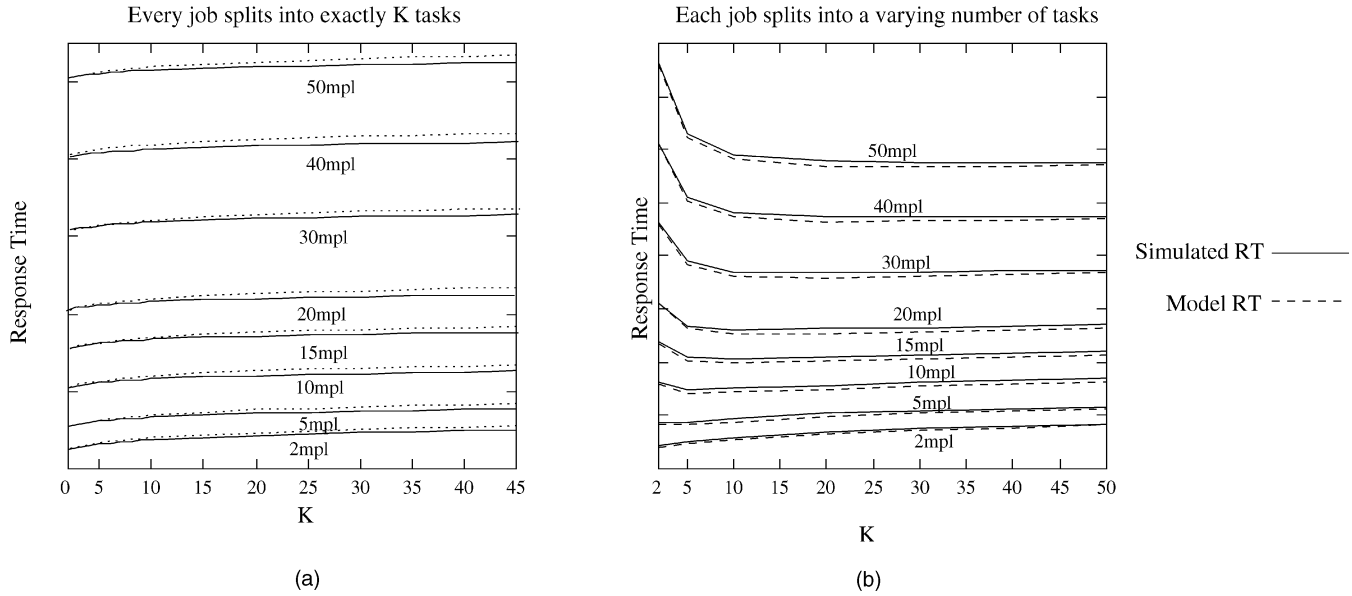 Every job splits into exactly K tasks
Response Time
50mpl
40mpl
30mpl
20mpl
15mpl
10mpl
5mpl
2mpl
0 5 10 15 20 25 30 35 40 45
K
(a)
Each job splits into a varying number of tasks
Response Time
50mpl
40mpl
30mpl
20mpl
15mpl
10mpl
5mpl
2mpl
2 5 10 15 20 25 30 35 40 45 50
K
(b)
Simulated RT
Model RT